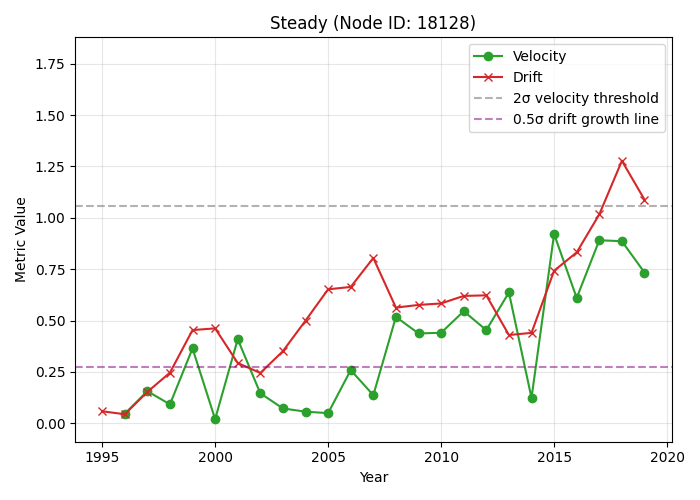 Steady (Node ID: 18128)
Velocity
Drift
2σ velocity threshold
0.5σ drift growth line
Metric Value
1.75
1.50
1.25
1.00
0.75
0.50
0.25
0.00
1995
2000
2005
2010
2015
2020
Year